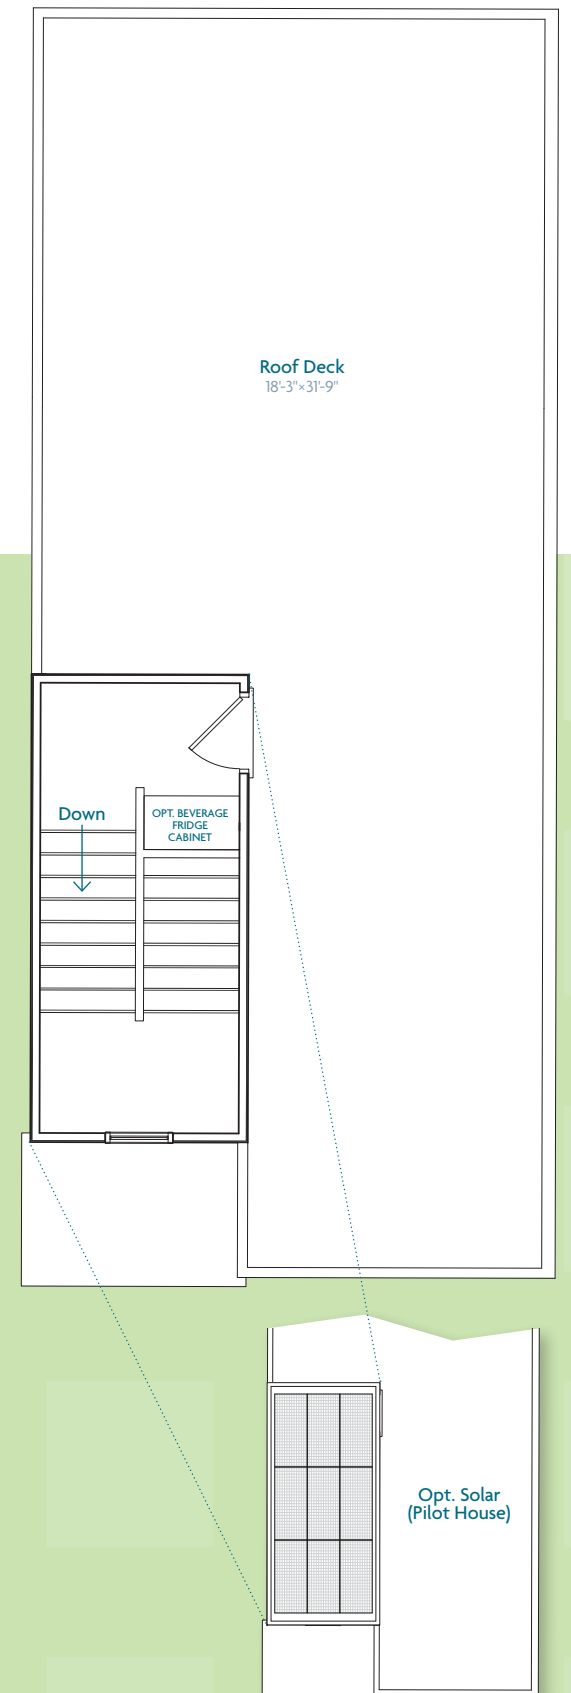 Roof Deck
18'-3"×31'-9"
Down
OPT. BEVERAGE
FRIDGE
CABINET
Opt. Solar
(Pilot House)